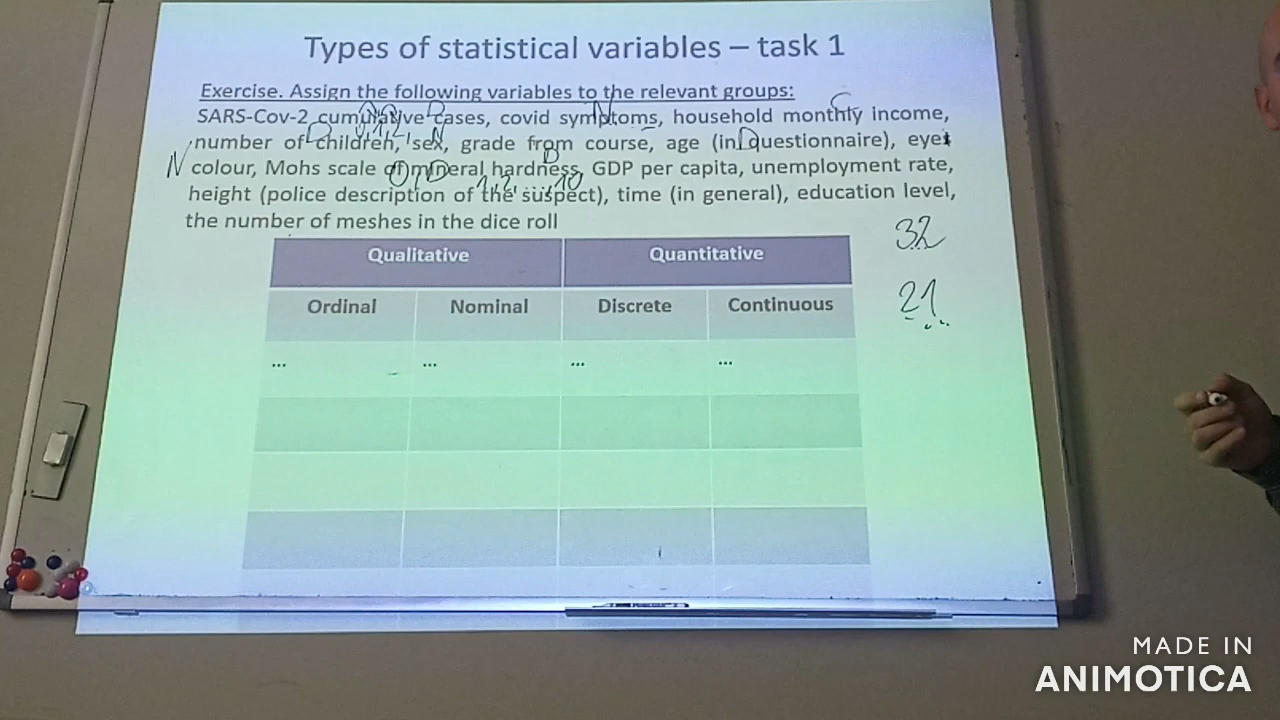 Types of statistical variables – task 1
Exercise. Assign the following variables to the relevant groups:
SARS-Cov-2 cumulative cases, covid symptoms, household monthly income,
number of children, sex, grade from course, age (in questionnaire), eye
colour, Mohs scale of mineral hardness, GDP per capita, unemployment rate,
height (police description of the suspect), time (in general), education level,
the number of meshes in the dice roll
32
21
Qualitative Quantitative
Ordinal Nominal Discrete Continuous
... ... ... ...
N
N
N
C
D
D
D
MADE IN
ANIMOTICA